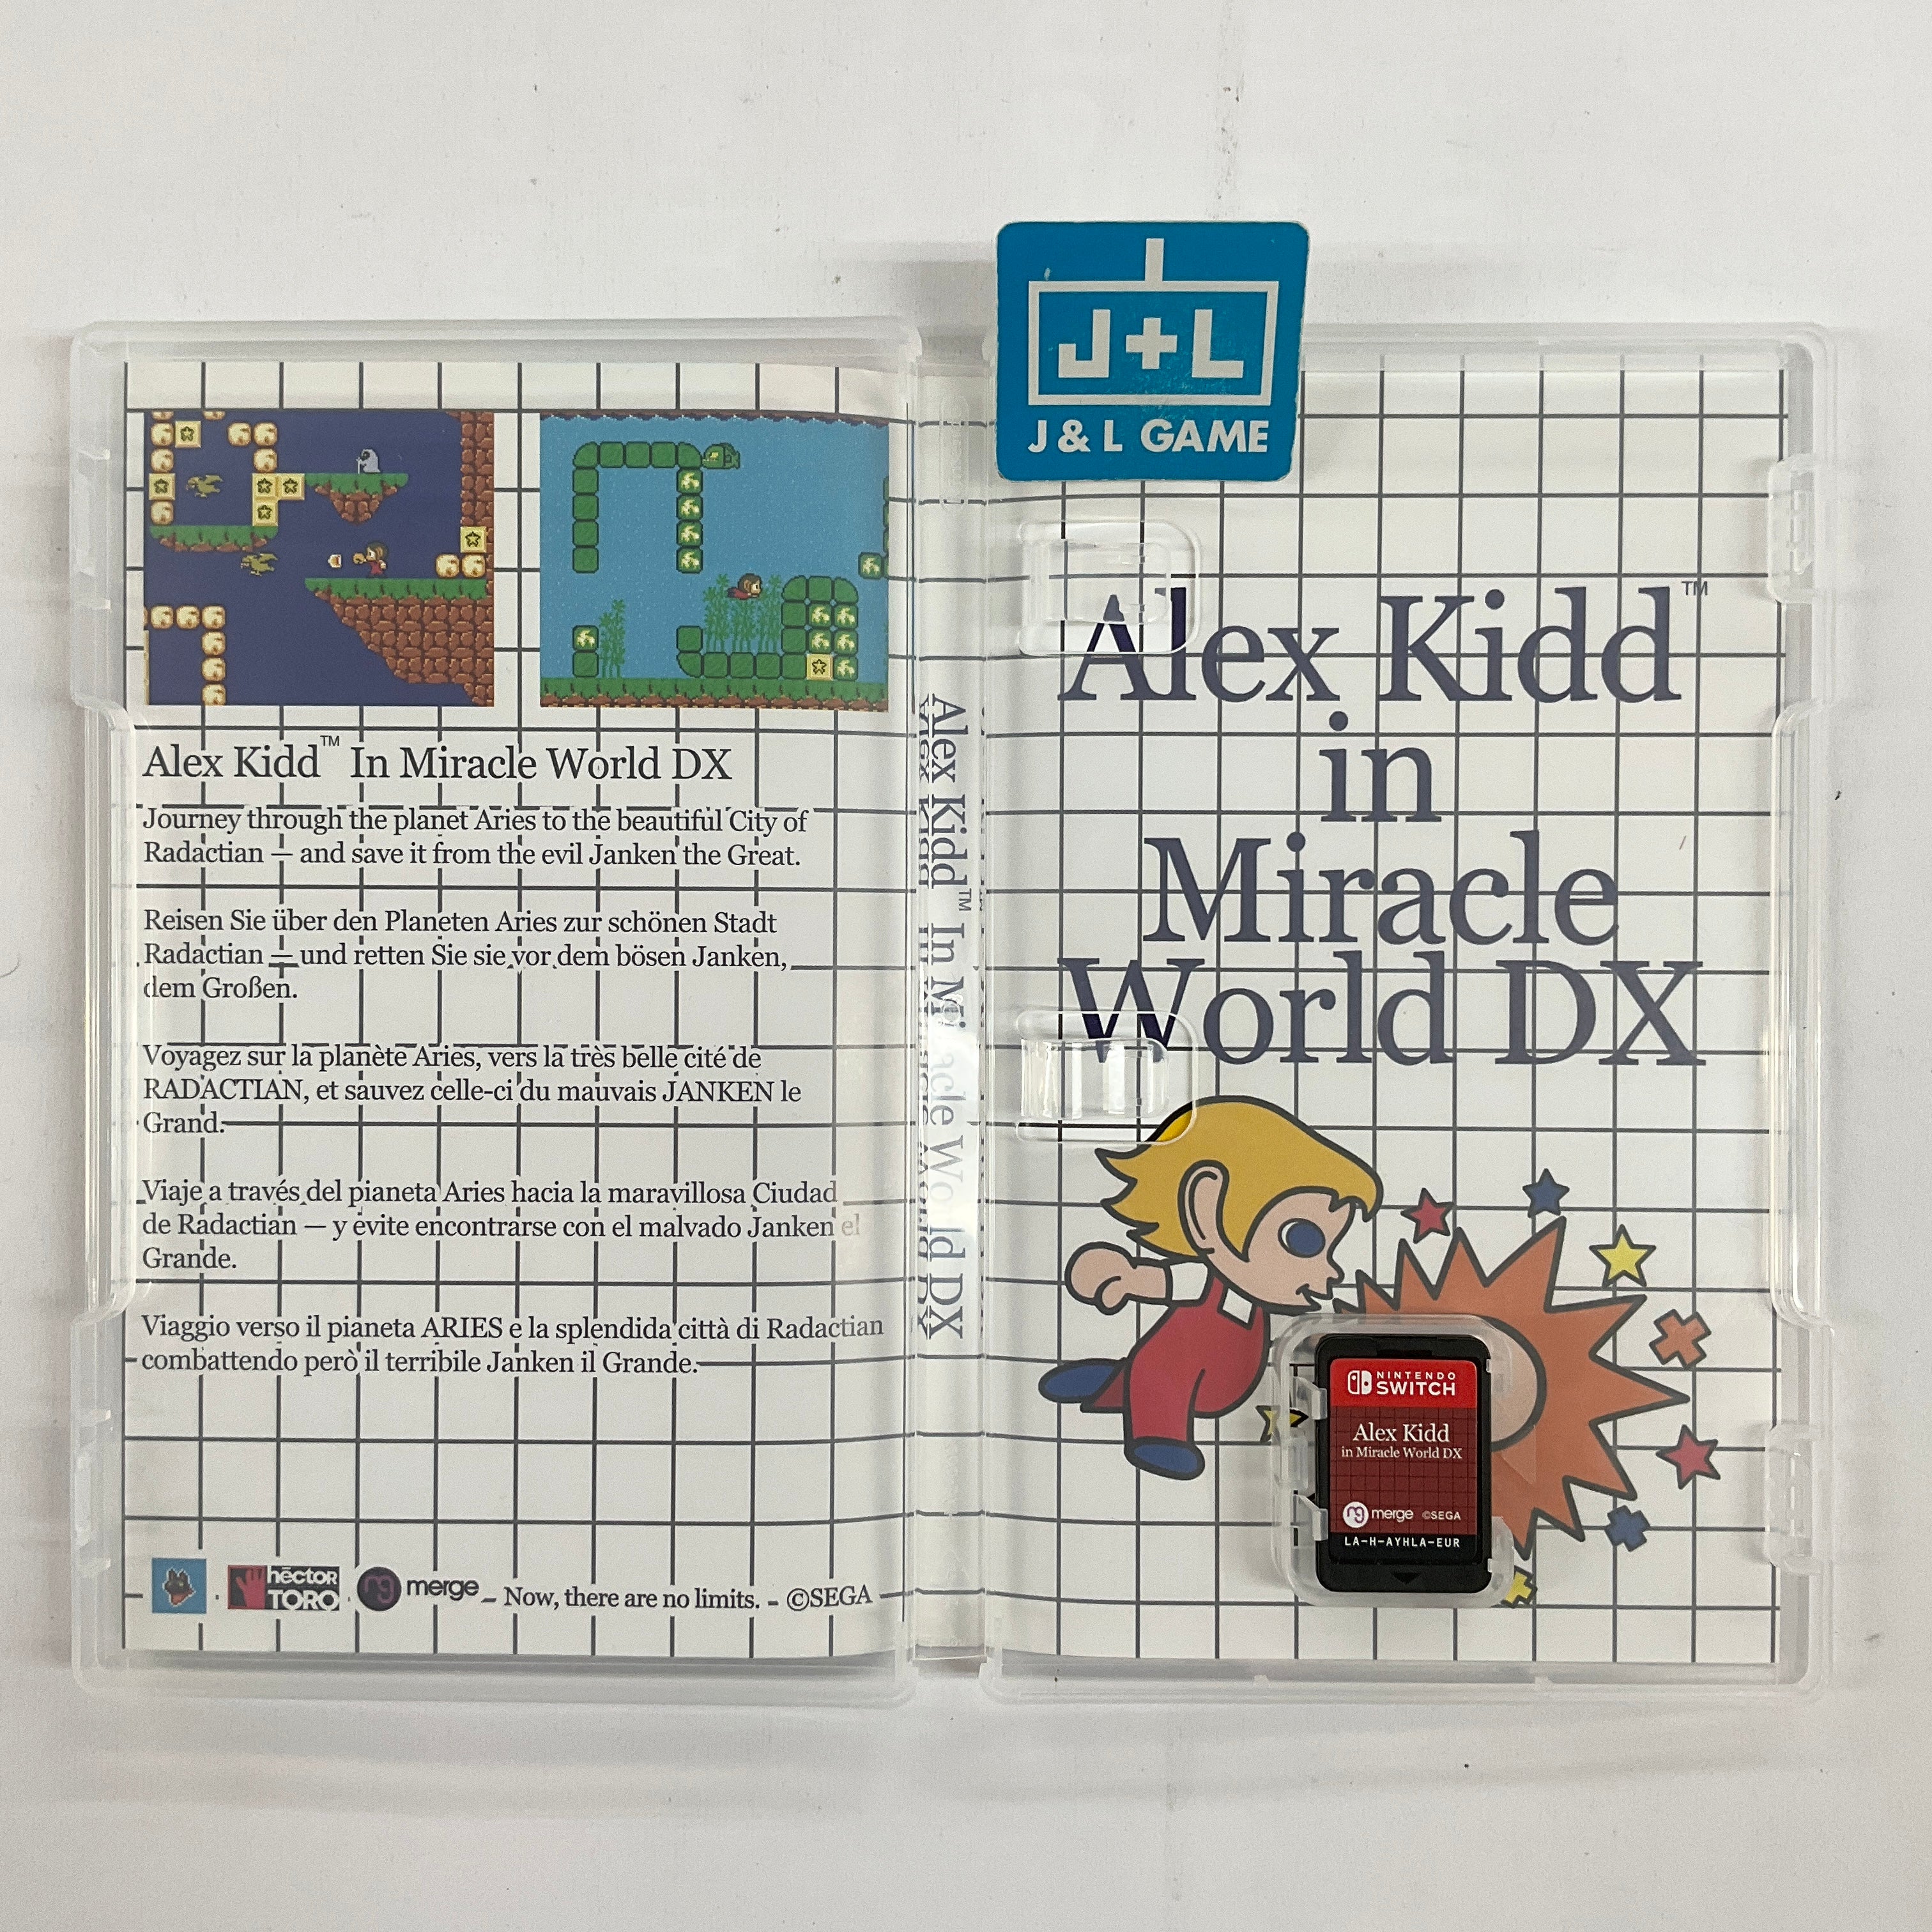 J+L
J & L GAME
Alex Kidd™ In Miracle World DX
Journey through the planet Aries to the beautiful City of
Radactian — and save it from the evil Janken the Great.
Reisen Sie über den Planeten Aries zur schönen Stadt
Radactian — und retten Sie sie vor dem bösen Janken,
dem Großen.
Voyagez sur la planète Aries, vers la très belle cité de
RADACTIAN, et sauvez celle-ci du mauvais JANKEN le
Grand.
Viaje a través del pianeta Aries hacia la maravillosa Ciudad
de Radactian — y evite encontrarse con el malvado Janken el
Grande.
Viaggio verso il pianeta ARIES e la splendida città di Radactian
combattendo però il terribile Janken il Grande.
hēctor
TORO
mg merge - Now, there are no limits. - ©SEGA
Alex Kidd™ In Miracle World DX
Alex Kidd™
in
Miracle
World DX
NINTENDO
SWITCH
Alex Kidd
in Miracle World DX
mg merge ©SEGA
LA-H-AYHLA-EUR